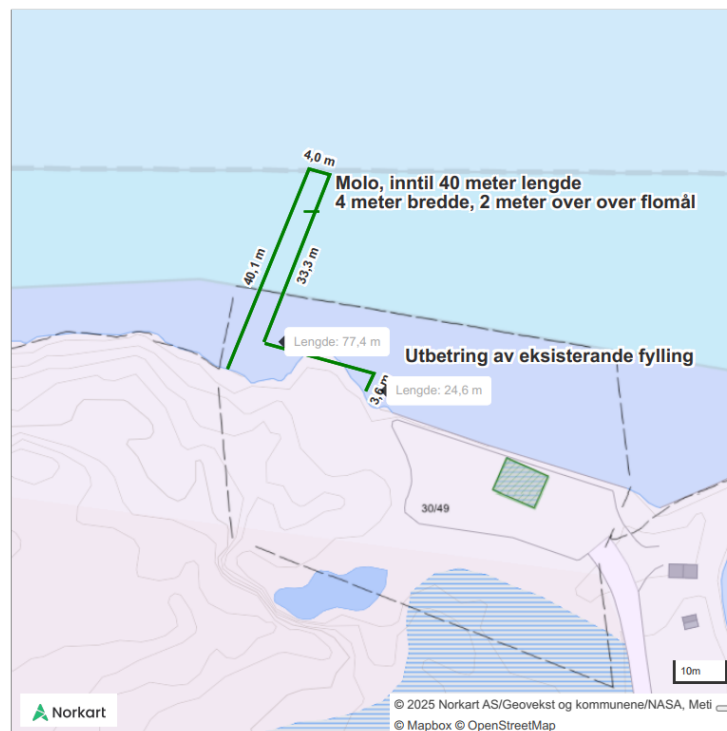 4,0 m
Molo, inntil 40 meter lengde
4 meter bredde, 2 meter over over flomål
40,1 m
33,3 m
Lengde: 77,4 m
Utbetring av eksisterande fylling
3,6 m
Lengde: 24,6 m
30/49
10m
Norkart
© 2025 Norkart AS/Geovekst og kommunene/NASA, Meti
© Mapbox © OpenStreetMap